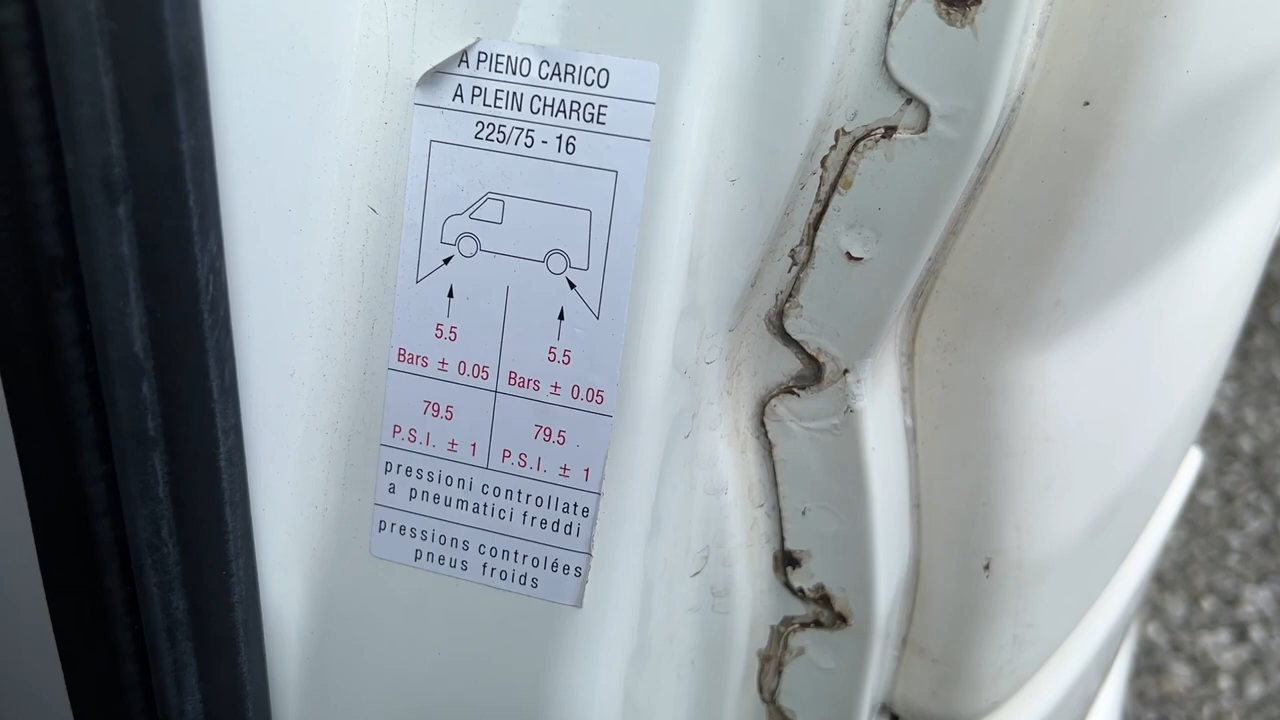 A PIENO CARICO
A PLEIN CHARGE
225/75 - 16
5.5 5.5
Bars ± 0.05 Bars ± 0.05
79.5 79.5
P.S.I. ± 1 P.S.I. ± 1
pressioni controllate
a pneumatici freddi
pressions controlées
pneus froids